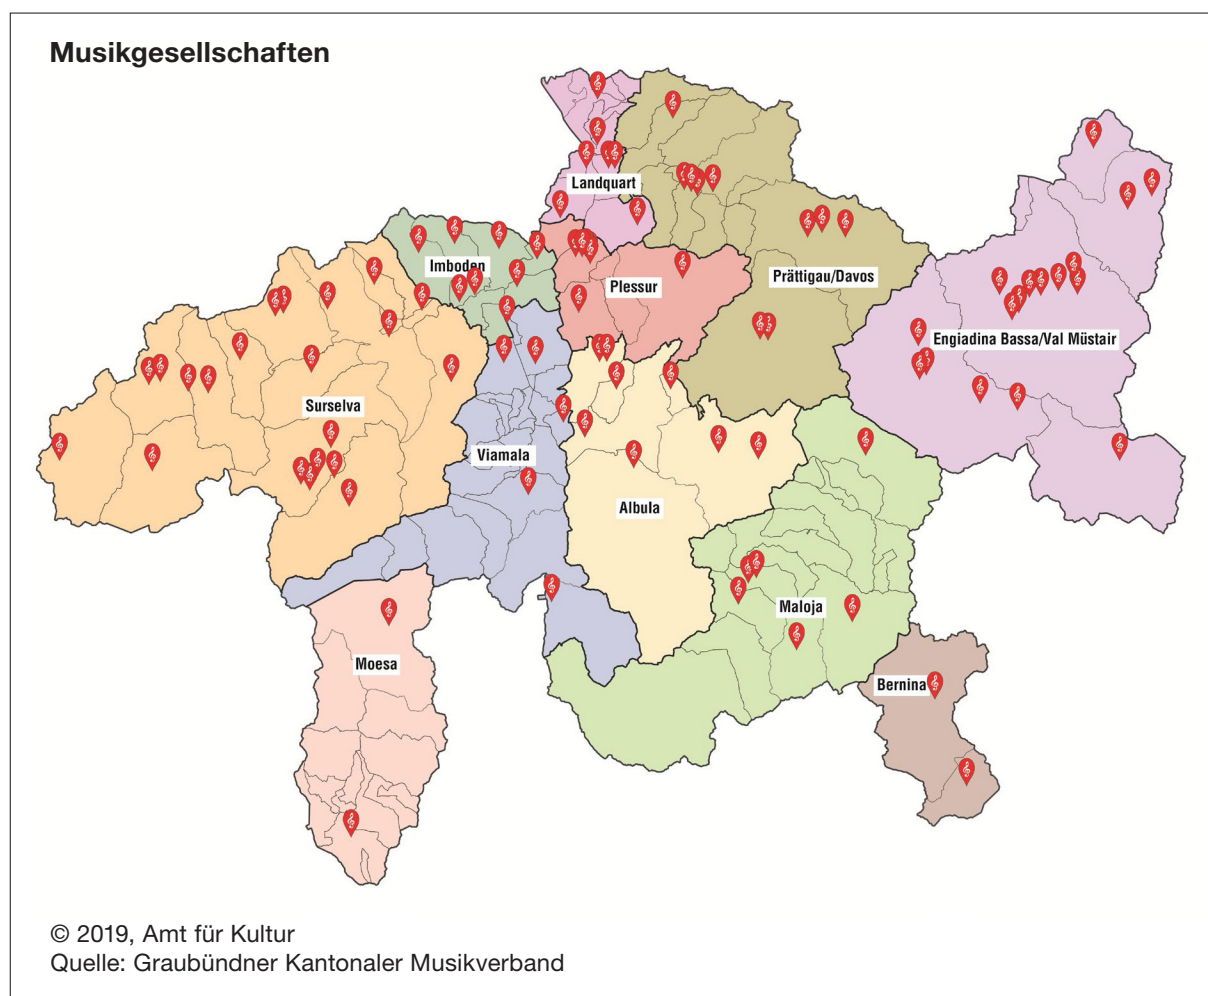 Musikgesellschaften
Landquart
Imboden
Plessur
Prättigau/Davos
Engiadina Bassa/Val Müstair
Surselva
Viamala
Albula
Maloja
Moesa
Bernina
© 2019, Amt für Kultur
Quelle: Graubündner Kantonaler Musikverband